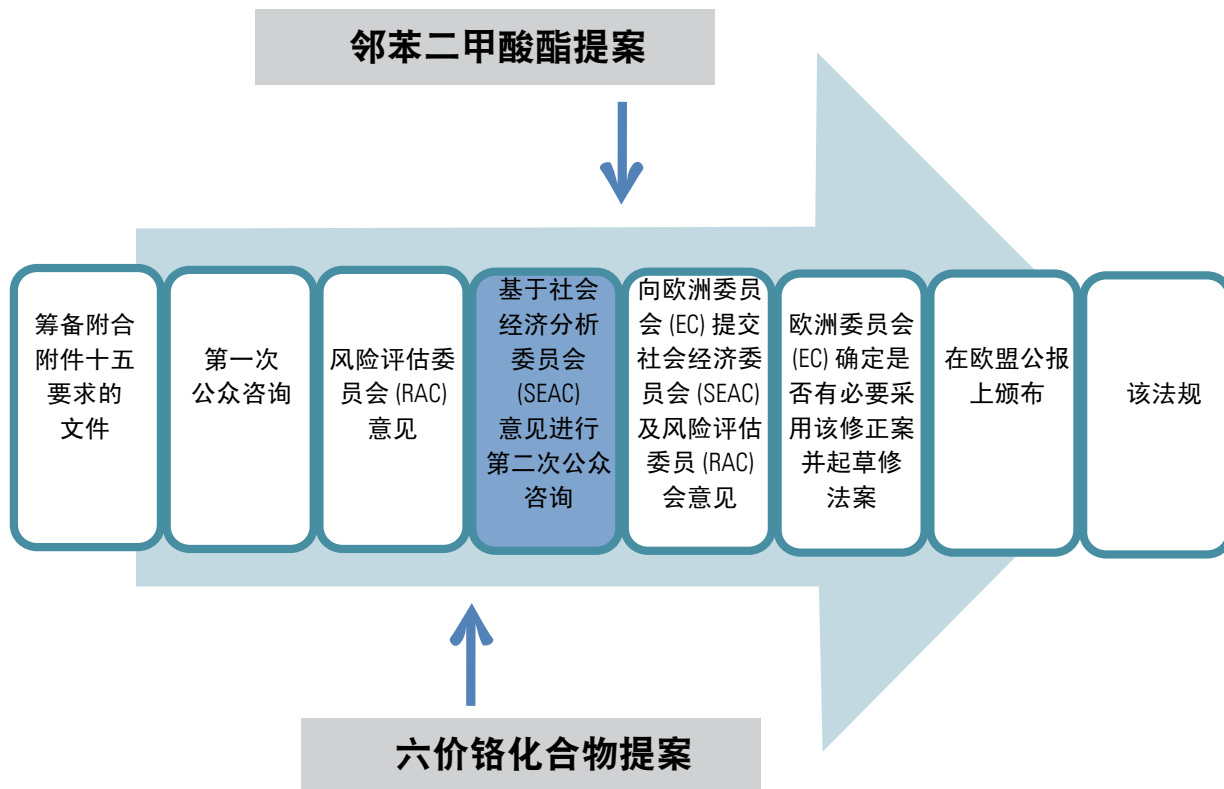 邻苯二甲酸酯提案
筹备附合
附件十五
要求的
文件
第一次
公众咨询
风险评估委
员会 (RAC)
意见
基于社会
经济分析
委员会
(SEAC)
意见进行
第二次公众
咨询
向欧洲委员
会 (EC) 提交
社会经济委
员会 (SEAC)
及风险评估
委员 (RAC)
会意见
欧洲委员会
(EC) 确定是
否有必要采
用该修正案
并起草修
法案
在欧盟公报
上颁布
该法规
六价铬化合物提案